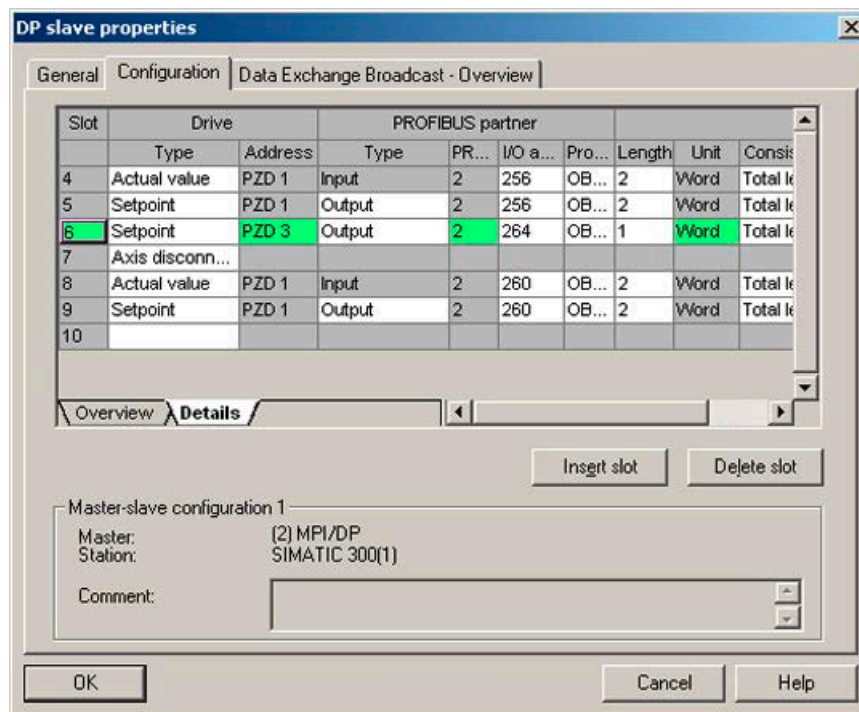 DP slave properties
General Configuration Data Exchange Broadcast - Overview
Slot Drive PROFIBUS partner
Type Address Type PR... I/O a... Pro... Length Unit Consis
4 Actual value PZD 1 Input 2 256 OB... 2 Word Total le
5 Setpoint PZD 1 Output 2 256 OB... 2 Word Total le
6 Setpoint PZD 3 Output 2 264 OB... 1 Word Total le
7 Axis disconn...
8 Actual value PZD 1 Input 2 260 OB... 2 Word Total le
9 Setpoint PZD 1 Output 2 260 OB... 2 Word Total le
10
Overview Details
Insert slot Delete slot
Master-slave configuration 1
Master: (2) MPI/DP
Station: SIMATIC 300(1)
Comment:
OK Cancel Help